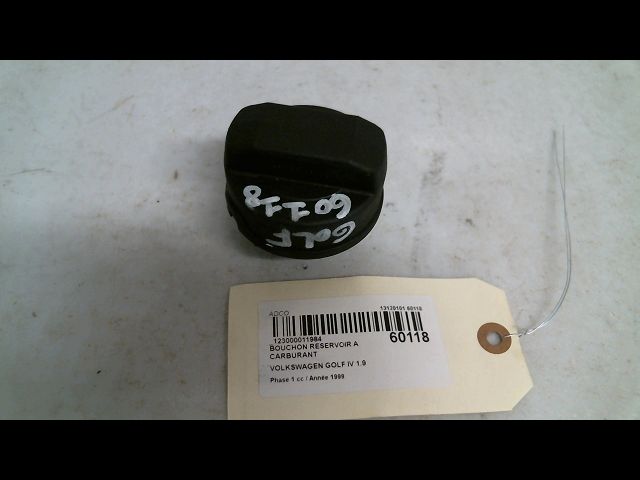 60118
GOLF
ADCO 13120101 60118
123000011984 60118
BOUCHON RESERVOIR A
CARBURANT
VOLKSWAGEN GOLF IV 1.9
Phase 1 cc / Année 1999